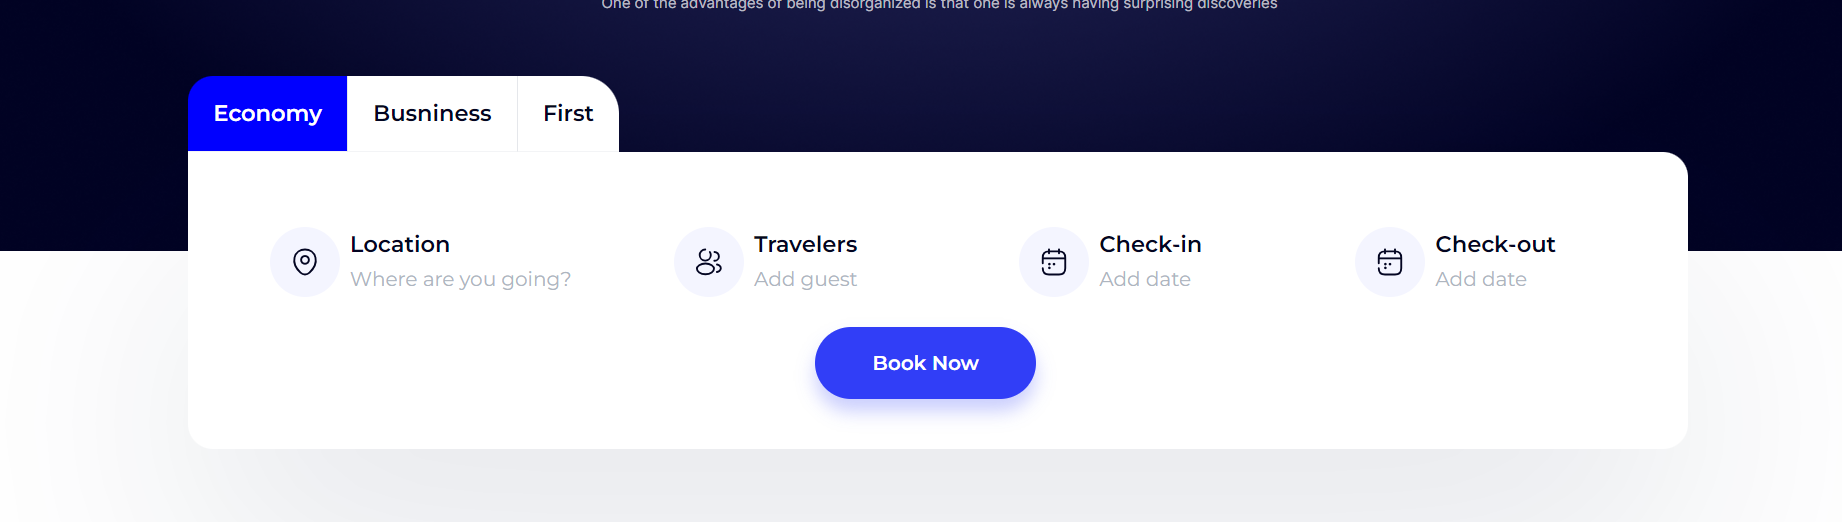 One of the advantages of being disorganized is that one is always having surprising discoveries
Economy
Busniness
First
Location
Where are you going?
Travelers
Add guest
Check-in
Add date
Check-out
Add date
Book Now